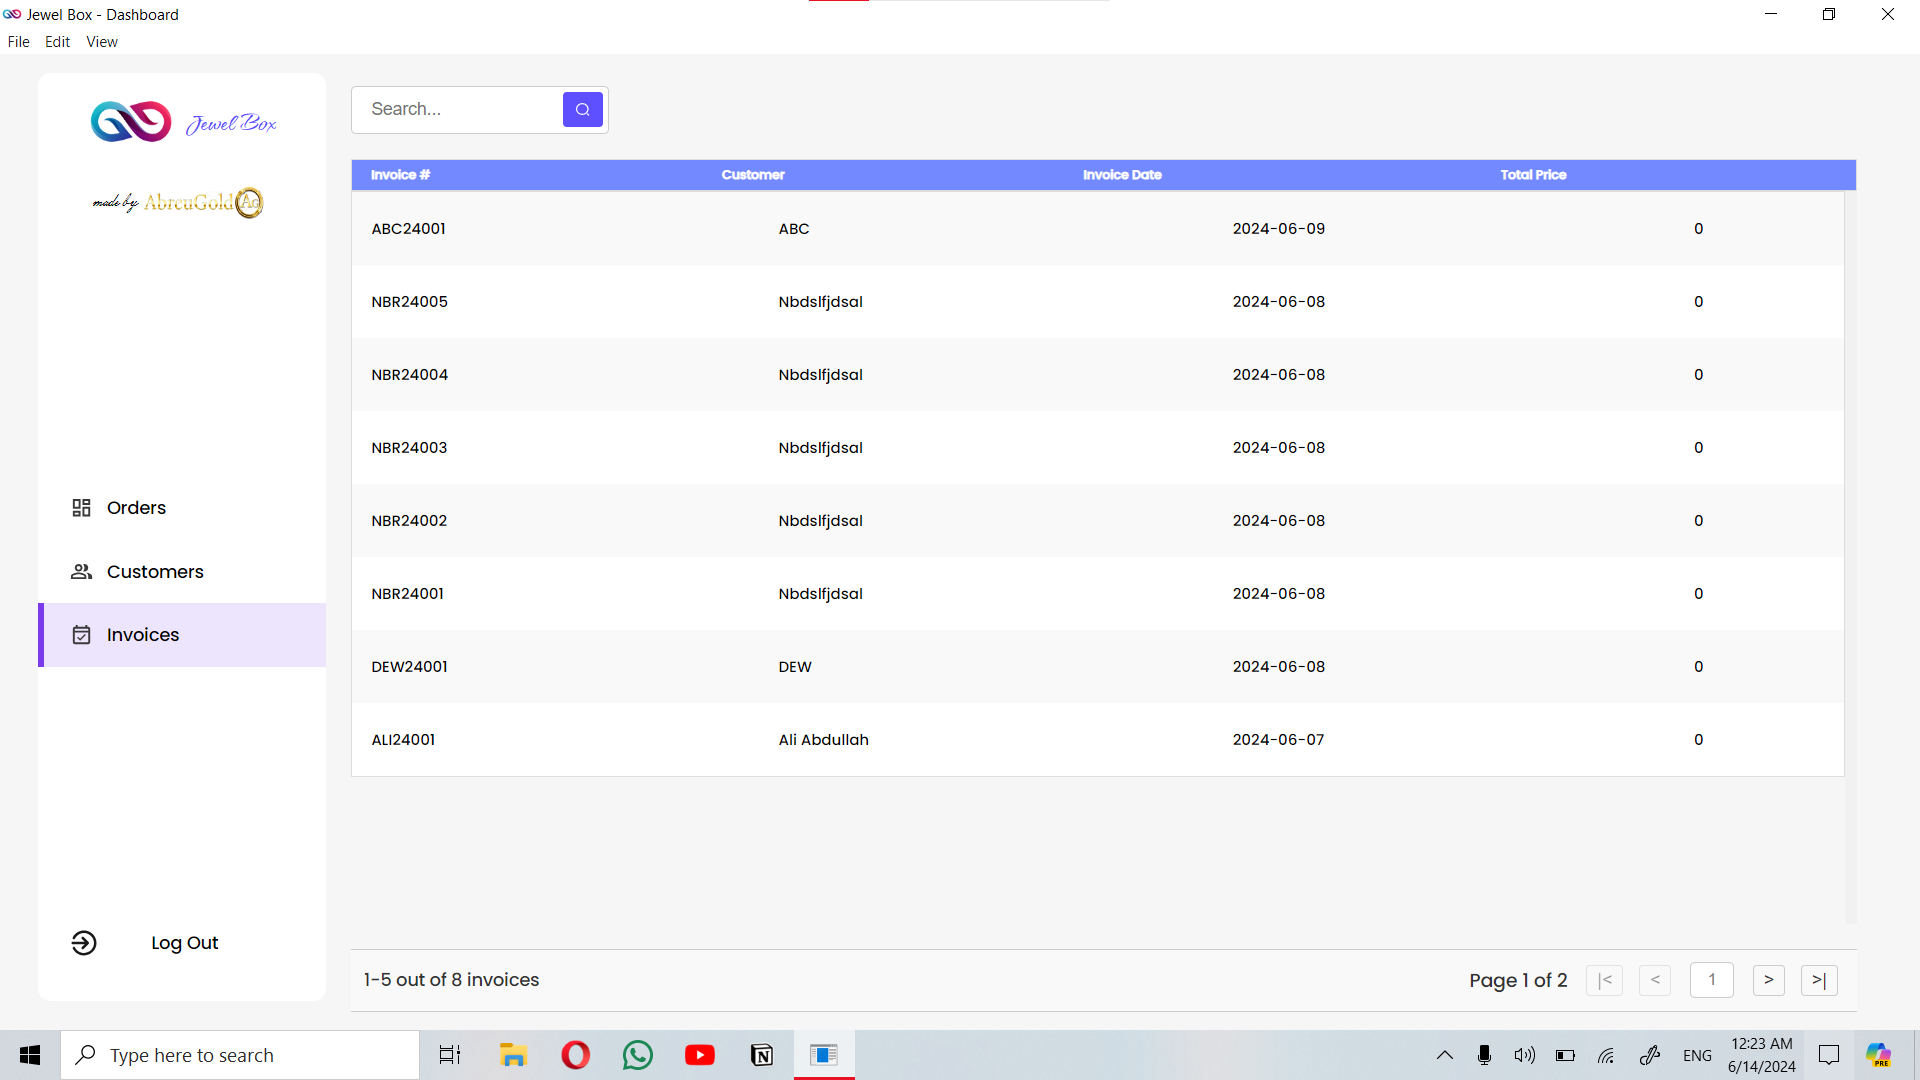 Jewel Box - Dashboard
File Edit View
Jewel Box
made by AbreuGold AG
Orders
Customers
Invoices
Log Out
Search...
Invoice # Customer Invoice Date Total Price
ABC24001 ABC 2024-06-09 0
NBR24005 Nbdslfjdsal 2024-06-08 0
NBR24004 Nbdslfjdsal 2024-06-08 0
NBR24003 Nbdslfjdsal 2024-06-08 0
NBR24002 Nbdslfjdsal 2024-06-08 0
NBR24001 Nbdslfjdsal 2024-06-08 0
DEW24001 DEW 2024-06-08 0
ALI24001 Ali Abdullah 2024-06-07 0
1-5 out of 8 invoices
Page 1 of 2 |< < 1 > >|
Type here to search
ENG
12:23 AM
6/14/2024
PRE